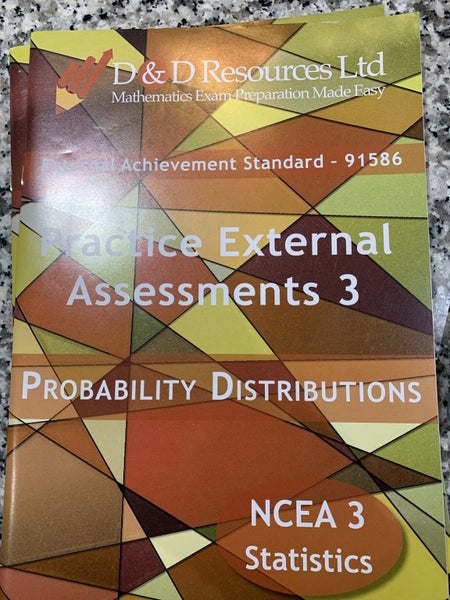 D & D Resources Ltd
Mathematics Exam Preparation Made Easy
Achievement Standard - 91586
Practice External
Assessments 3
PROBABILITY DISTRIBUTIONS
NCEA 3
Statistics